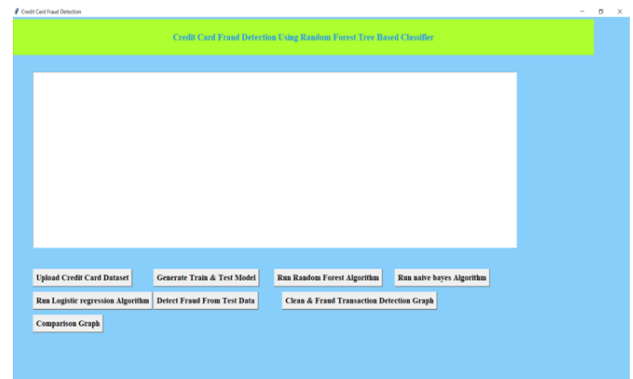 Credit Card Fraud Detection
Credit Card Fraud Detection Using Random Forest Tree Based Classifier
Upload Credit Card Dataset Generate Train & Test Model Run Random Forest Algorithm Run naive bayes Algorithm
Run Logistic regression Algorithm Detect Fraud From Test Data Clean & Fraud Transaction Detection Graph
Comparison Graph